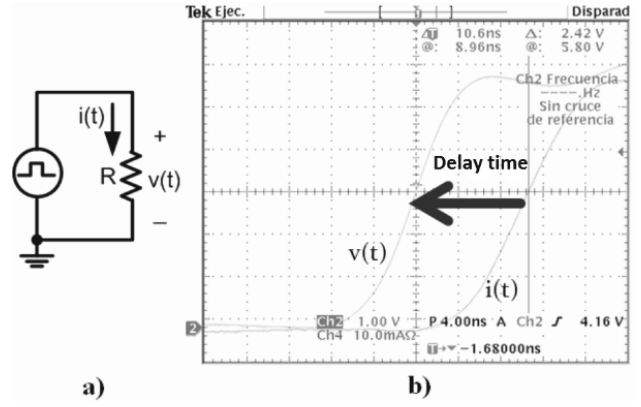 Tek Ejec.
Disparad
Δ: 10.6ns Δ: 2.42 V
@: 8.96ns @: 5.80 V
Ch2 Frecuencia
----.Hz
Sin cruce
de referencia
i(t)
+
R
v(t)
−
Delay time
v(t)
i(t)
2
Ch2 1.00 V P 4.00ns A Ch2 ∫ 4.16 V
Ch4 10.0mAΩ
T→▼ −1.68000ns
a)
b)